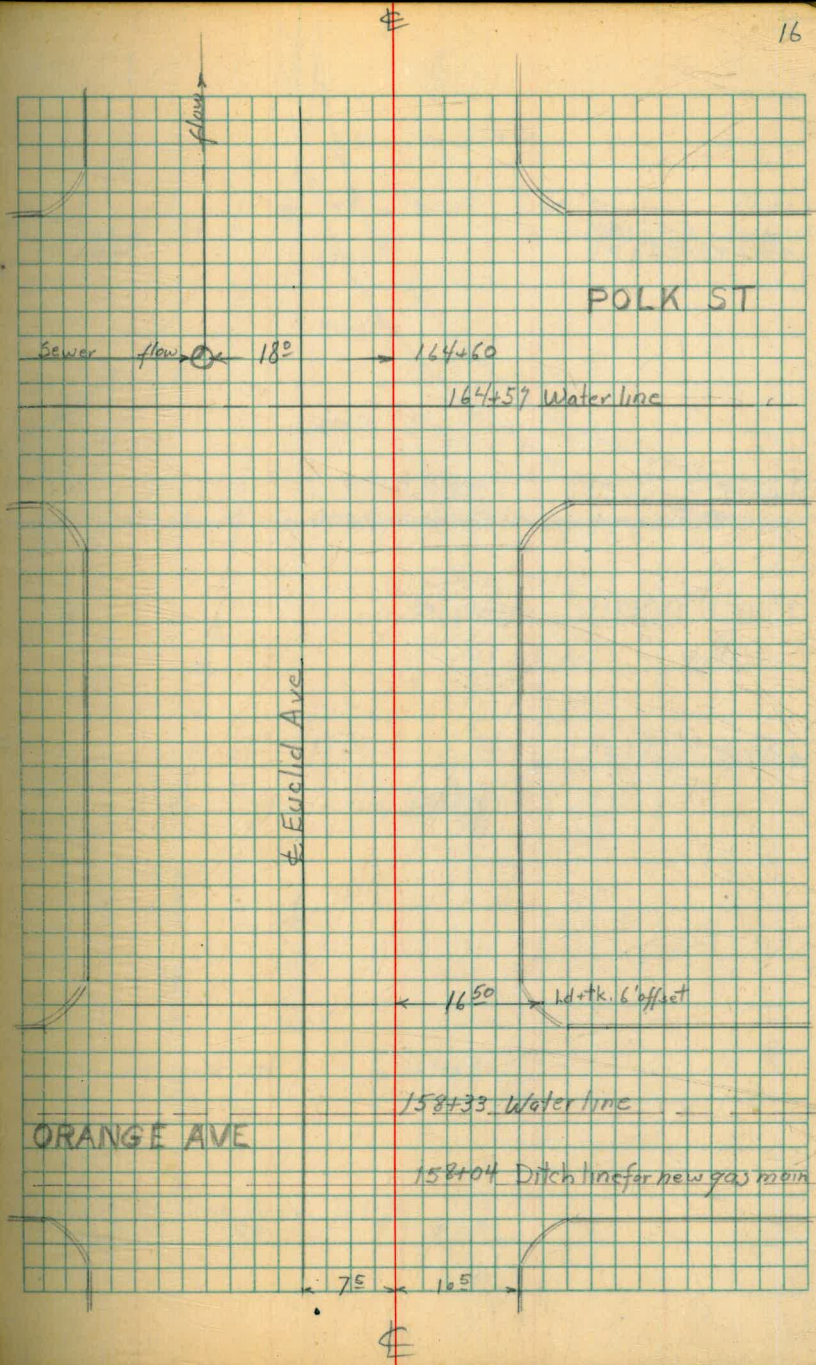 ℄
16
flow
POLK ST
Sewer flow 18⁰ 164+60
164+57 Water line
℄ Euclid Ave
16⁵⁰ hd+tk. 6' offset
158+33 Water line
ORANGE AVE
158+04 Ditch line for new gas main
7⁵ 16⁵
℄